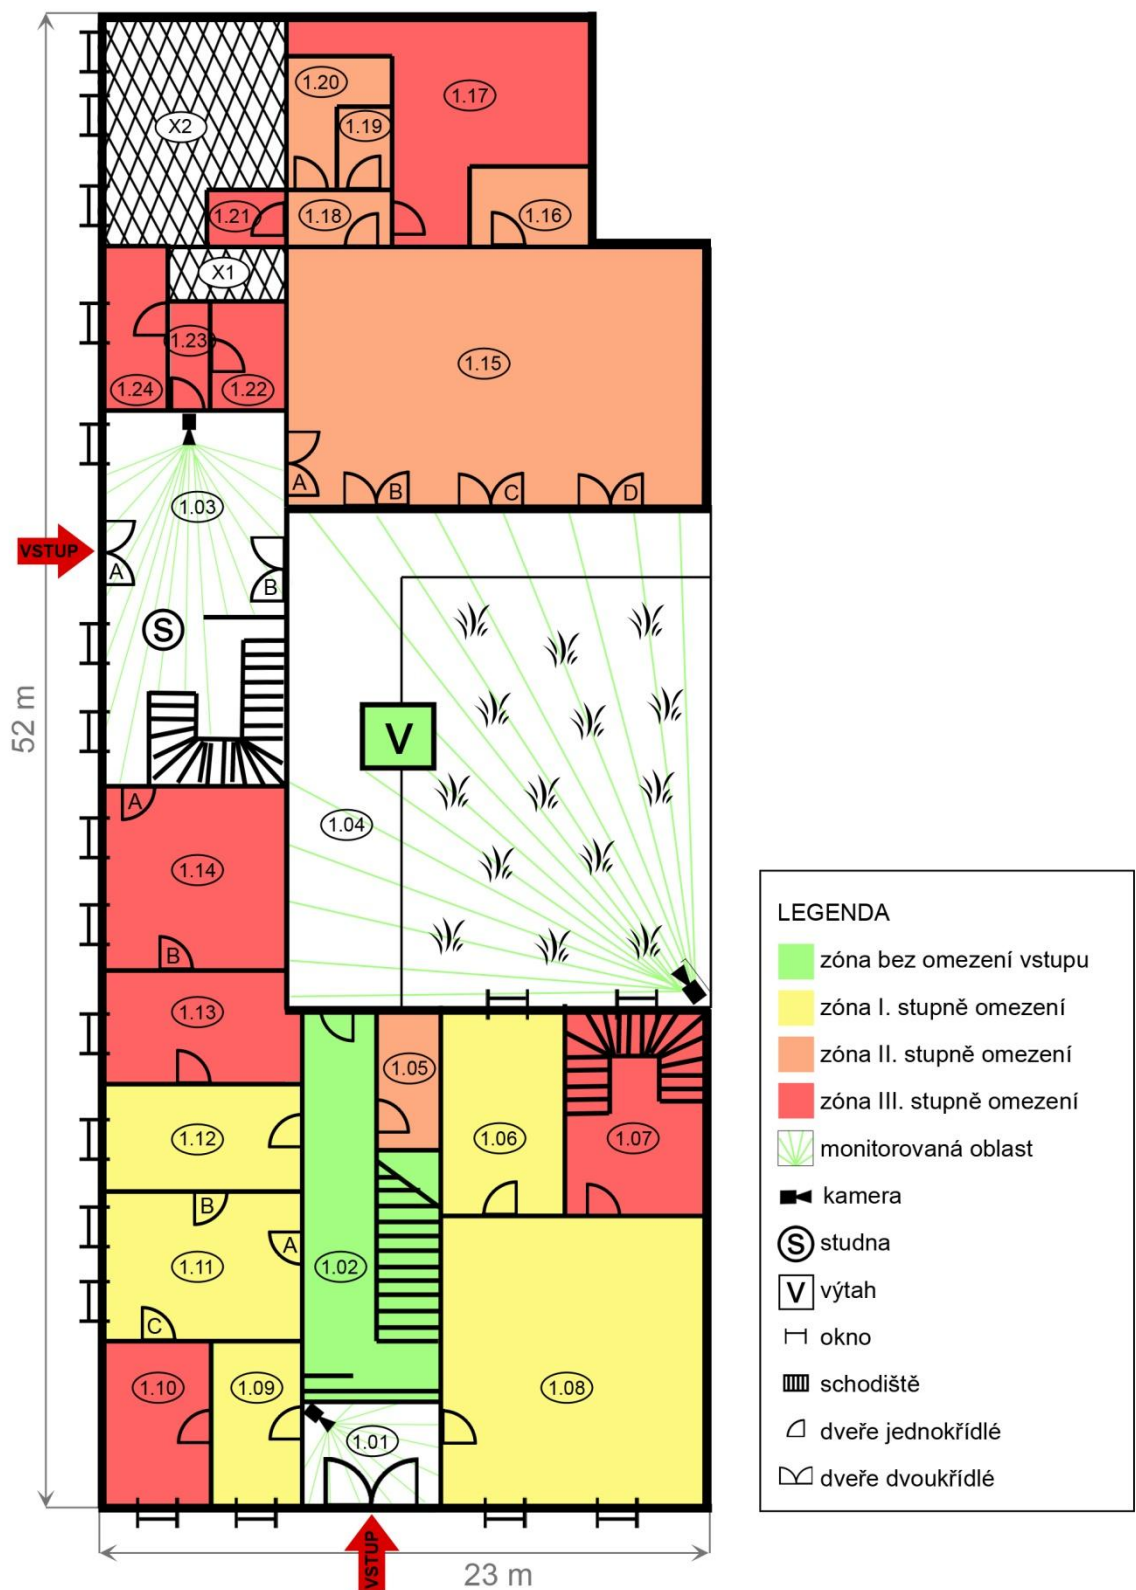 1.20
1.17
1.19
X2
1.21
1.18
1.16
X1
1.23
1.15
1.24
1.22
A
B
C
D
1.03
VSTUP
A
B
S
52 m
V
A
1.04
1.14
B
1.13
1.05
1.06
1.07
1.12
B
A
1.11
1.02
C
1.10
1.09
1.08
1.01
VSTUP
23 m
LEGENDA
zóna bez omezení vstupu
zóna I. stupně omezení
zóna II. stupně omezení
zóna III. stupně omezení
monitorovaná oblast
kamera
S studna
V výtah
okno
schodiště
dveře jednokřídlé
dveře dvoukřídlé